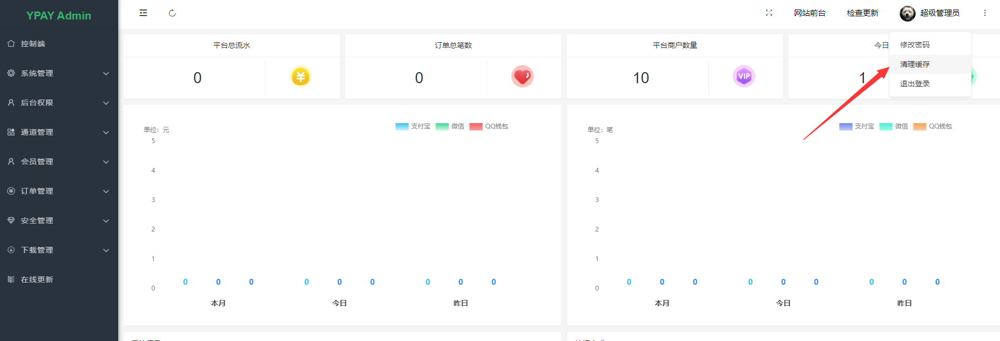 YPAY Admin
控制端
系统管理
后台权限
通道管理
会员管理
订单管理
安全管理
下载管理
在线更新
网站前台
检查更新
超级管理员
修改密码
清理缓存
退出登录
平台总流水
0
订单总笔数
0
平台商户数量
10
VIP
今日
1
单位：元
支付宝 微信 QQ钱包
5
4
3
2
1
0
0 0 0 0 0 0 0 0 0
本月 今日 昨日
单位：笔
支付宝 微信 QQ钱包
5
4
3
2
1
0
0 0 0 0 0 0 0 0 0
本月 今日 昨日